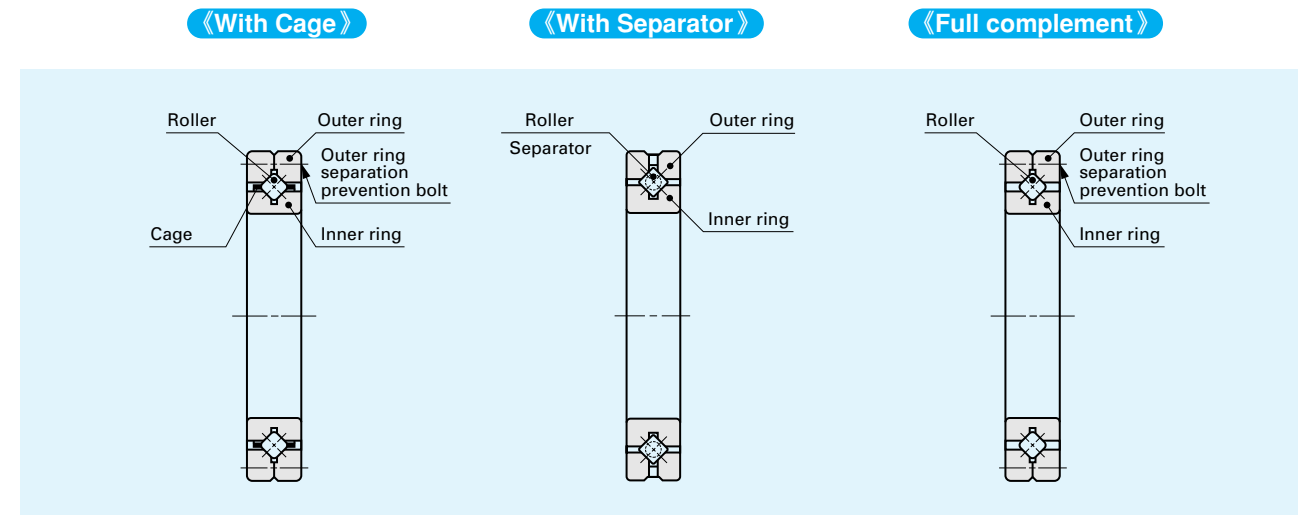 《With Cage》
《With Separator》
《Full complement》
Roller
Outer ring
Outer ring
separation
prevention bolt
Cage
Inner ring
Roller
Separator
Outer ring
Inner ring
Roller
Outer ring
Outer ring
separation
prevention bolt
Inner ring